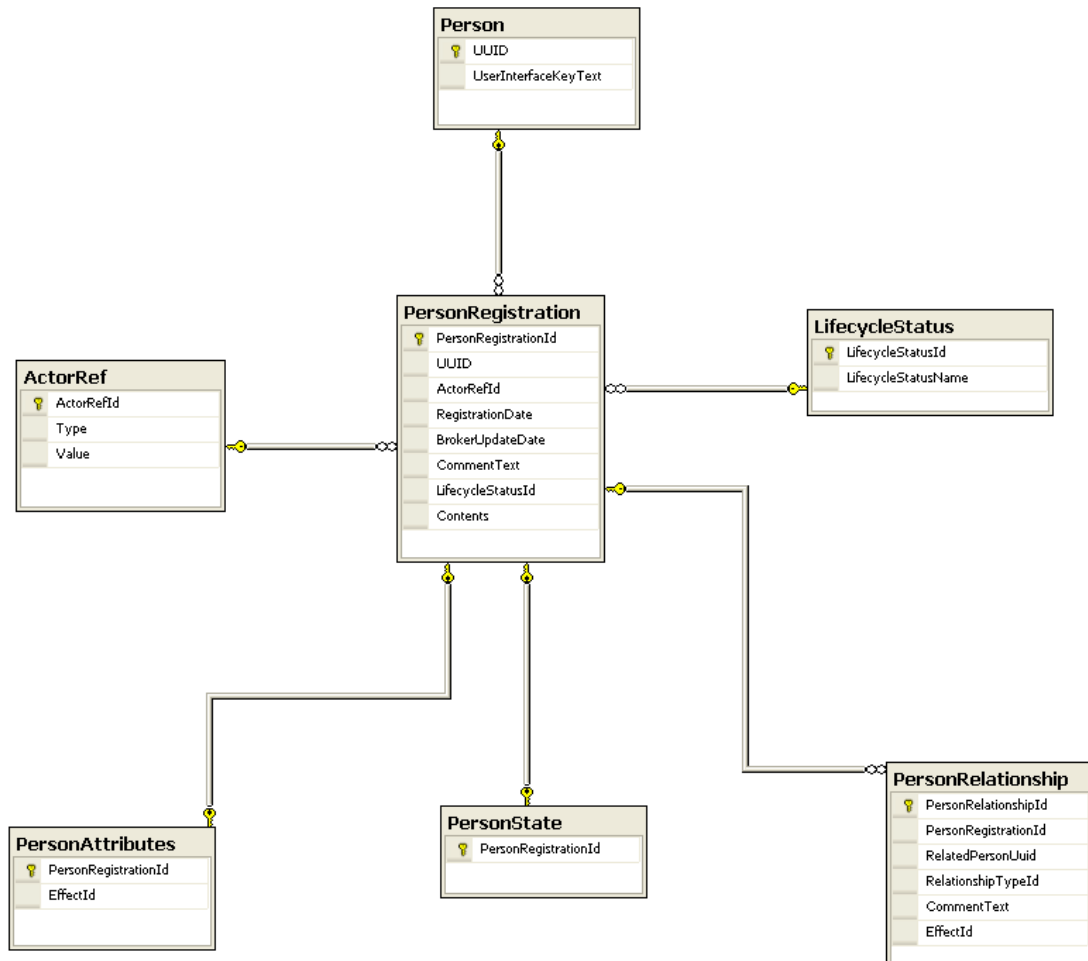 Person
UUID
UserInterfaceKeyText
PersonRegistration
PersonRegistrationId
UUID
ActorRefId
RegistrationDate
BrokerUpdateDate
CommentText
LifecycleStatusId
Contents
LifecycleStatus
LifecycleStatusId
LifecycleStatusName
ActorRef
ActorRefId
Type
Value
PersonAttributes
PersonRegistrationId
EffectId
PersonState
PersonRegistrationId
PersonRelationship
PersonRelationshipId
PersonRegistrationId
RelatedPersonUuid
RelationshipTypeId
CommentText
EffectId